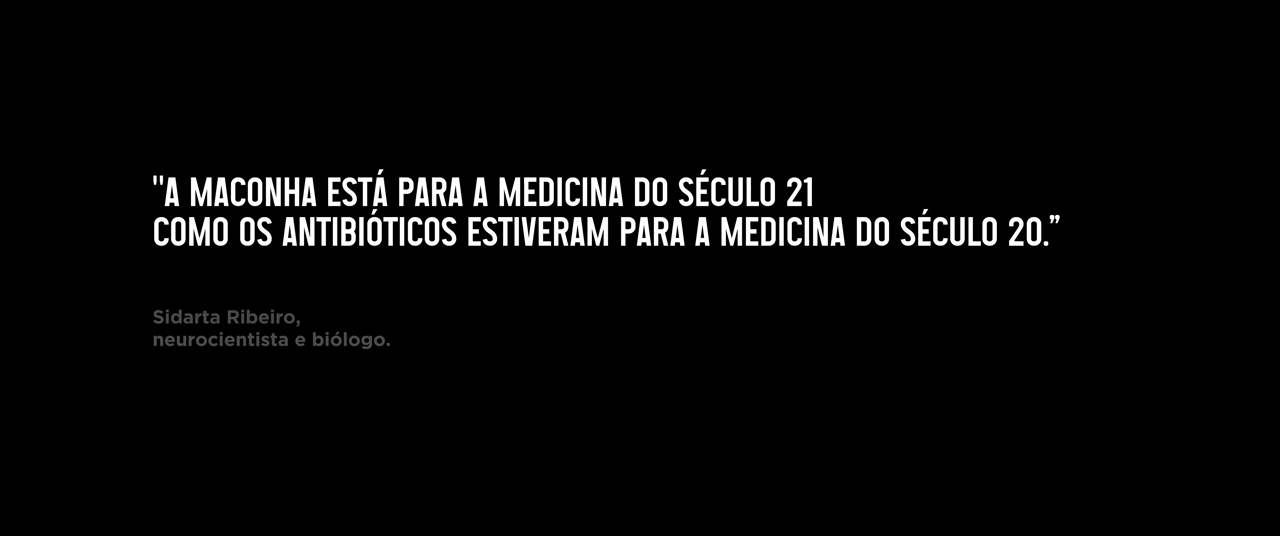 "A MACONHA ESTÁ PARA A MEDICINA DO SÉCULO 21
COMO OS ANTIBIÓTICOS ESTIVERAM PARA A MEDICINA DO SÉCULO 20.”
Sidarta Ribeiro,
neurocientista e biólogo.